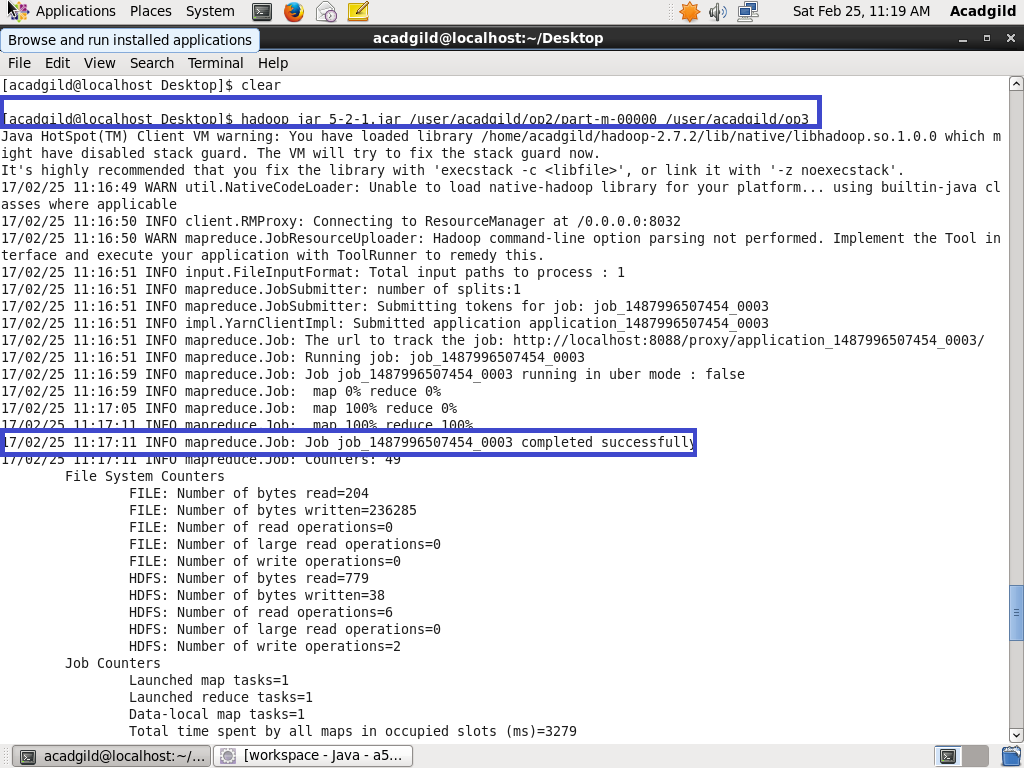 Applications Places System Sat Feb 25, 11:19 AM Acadgild
Browse and run installed applications
acadgild@localhost:~/Desktop
File Edit View Search Terminal Help
[acadgild@localhost Desktop]$ clear
[acadgild@localhost Desktop]$ hadoop jar 5-2-1.jar /user/acadgild/op2/part-m-00000 /user/acadgild/op3
Java HotSpot(TM) Client VM warning: You have loaded library /home/acadgild/hadoop-2.7.2/lib/native/libhadoop.so.1.0.0 which m
ight have disabled stack guard. The VM will try to fix the stack guard now.
It's highly recommended that you fix the library with 'execstack -c <libfile>', or link it with '-z noexecstack'.
17/02/25 11:16:49 WARN util.NativeCodeLoader: Unable to load native-hadoop library for your platform... using builtin-java cl
asses where applicable
17/02/25 11:16:50 INFO client.RMProxy: Connecting to ResourceManager at /0.0.0.0:8032
17/02/25 11:16:50 WARN mapreduce.JobResourceUploader: Hadoop command-line option parsing not performed. Implement the Tool in
terface and execute your application with ToolRunner to remedy this.
17/02/25 11:16:51 INFO input.FileInputFormat: Total input paths to process : 1
17/02/25 11:16:51 INFO mapreduce.JobSubmitter: number of splits:1
17/02/25 11:16:51 INFO mapreduce.JobSubmitter: Submitting tokens for job: job_1487996507454_0003
17/02/25 11:16:51 INFO impl.YarnClientImpl: Submitted application application_1487996507454_0003
17/02/25 11:16:51 INFO mapreduce.Job: The url to track the job: http://localhost:8088/proxy/application_1487996507454_0003/
17/02/25 11:16:51 INFO mapreduce.Job: Running job: job_1487996507454_0003
17/02/25 11:16:59 INFO mapreduce.Job: Job job_1487996507454_0003 running in uber mode : false
17/02/25 11:16:59 INFO mapreduce.Job:  map 0% reduce 0%
17/02/25 11:17:05 INFO mapreduce.Job:  map 100% reduce 0%
17/02/25 11:17:11 INFO mapreduce.Job:  map 100% reduce 100%
17/02/25 11:17:11 INFO mapreduce.Job: Job job_1487996507454_0003 completed successfully
17/02/25 11:17:11 INFO mapreduce.Job: Counters: 49
File System Counters
FILE: Number of bytes read=204
FILE: Number of bytes written=236285
FILE: Number of read operations=0
FILE: Number of large read operations=0
FILE: Number of write operations=0
HDFS: Number of bytes read=779
HDFS: Number of bytes written=38
HDFS: Number of read operations=6
HDFS: Number of large read operations=0
HDFS: Number of write operations=2
Job Counters
Launched map tasks=1
Launched reduce tasks=1
Data-local map tasks=1
Total time spent by all maps in occupied slots (ms)=3279
acadgild@localhost:~/... [workspace - Java - a5...